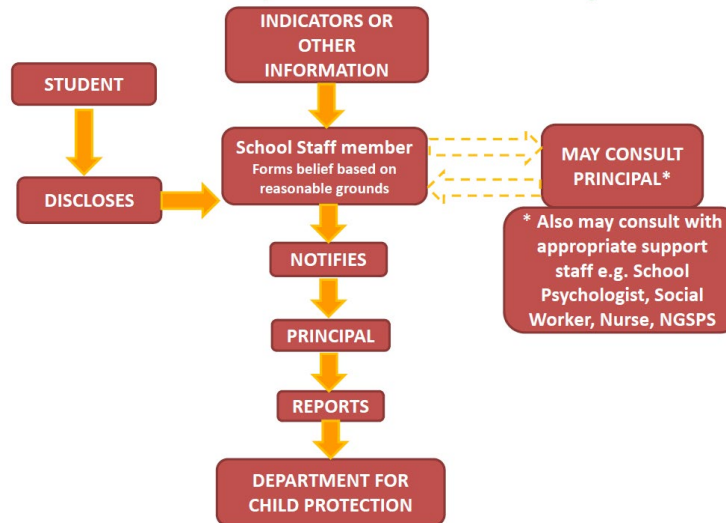 INDICATORS OR
OTHER
INFORMATION
STUDENT
School Staff member
Forms belief based on
reasonable grounds
MAY CONSULT
PRINCIPAL*
DISCLOSES
* Also may consult with
appropriate support
staff e.g. School
Psychologist, Social
Worker, Nurse, NGSPS
NOTIFIES
PRINCIPAL
REPORTS
DEPARTMENT FOR
CHILD PROTECTION